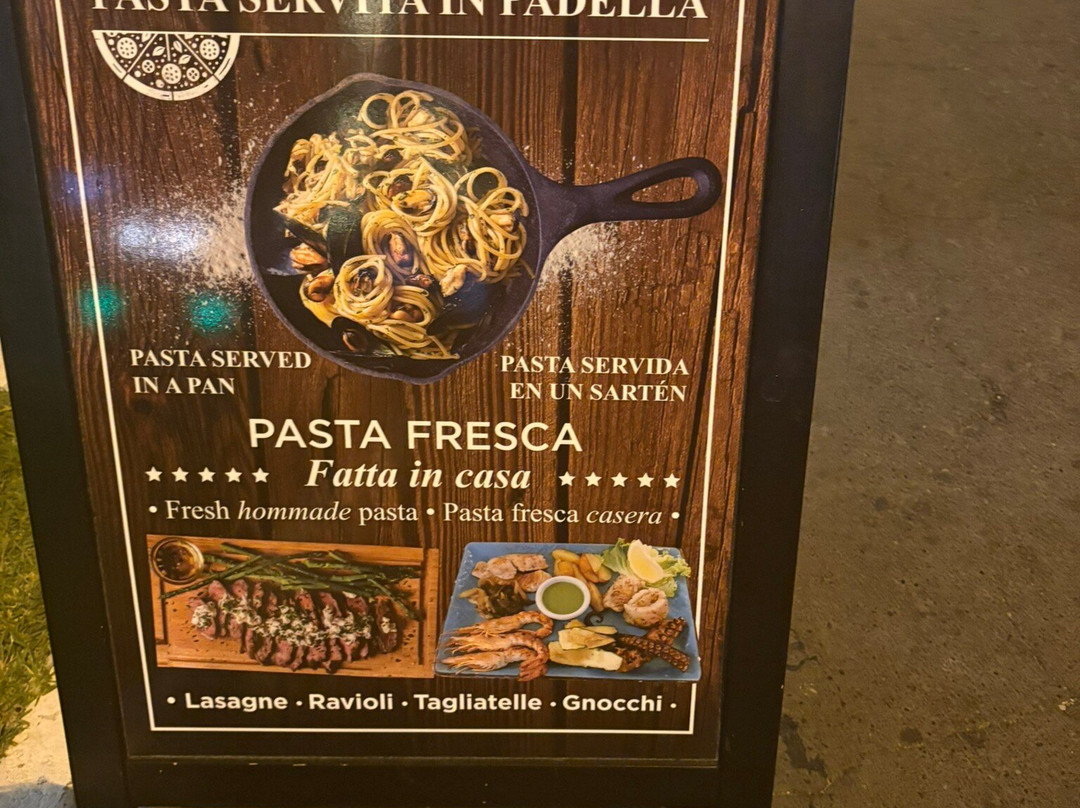 PASTA SERVITA IN PADELLA
PASTA SERVED
IN A PAN
PASTA SERVIDA
EN UN SARTÉN
PASTA FRESCA
Fatta in casa
• Fresh hommade pasta • Pasta fresca casera •
• Lasagne • Ravioli • Tagliatelle • Gnocchi •